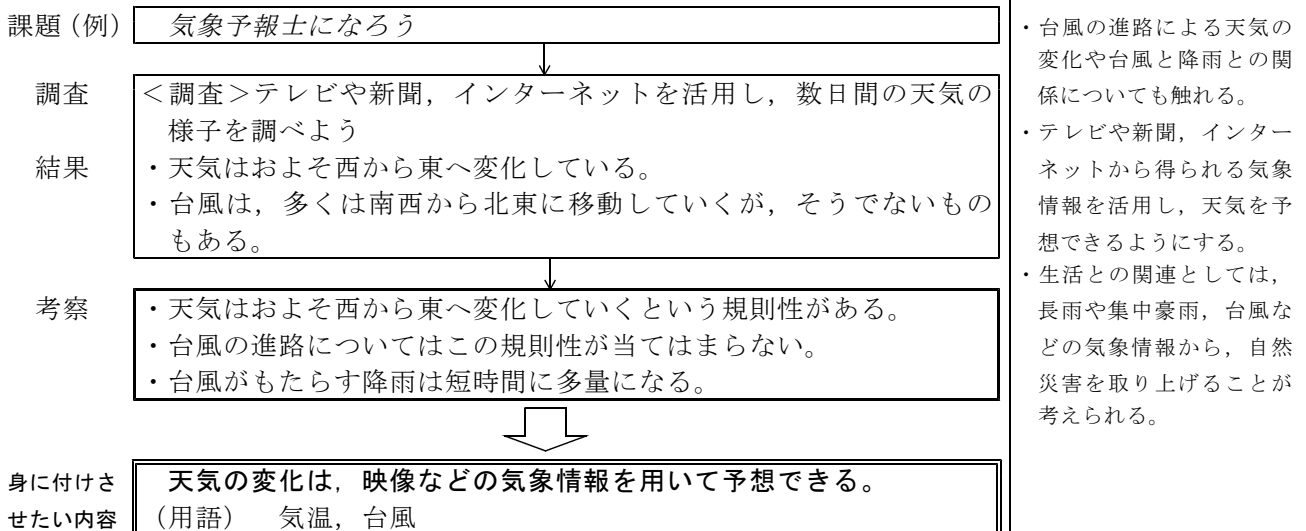 課題(例) 気象予報士になろう
調査 <調査>テレビや新聞，インターネットを活用し，数日間の天気の
様子を調べよう
結果 ・天気はおよそ西から東へ変化している。
・台風は，多くは南西から北東に移動していくが，そうでないもの
もある。
考察 ・天気はおよそ西から東へ変化していくという規則性がある。
・台風の進路についてはこの規則性が当てはまらない。
・台風がもたらす降雨は短時間に多量になる。
身に付けさ
せたい内容
天気の変化は，映像などの気象情報を用いて予想できる。
(用語) 気温，台風
・台風の進路による天気の
変化や台風と降雨との関
係についても触れる。
・テレビや新聞，インター
ネットから得られる気象
情報を活用し，天気を予
想できるようにする。
・生活との関連としては，
長雨や集中豪雨，台風な
どの気象情報から，自然
災害を取り上げることが
考えられる。